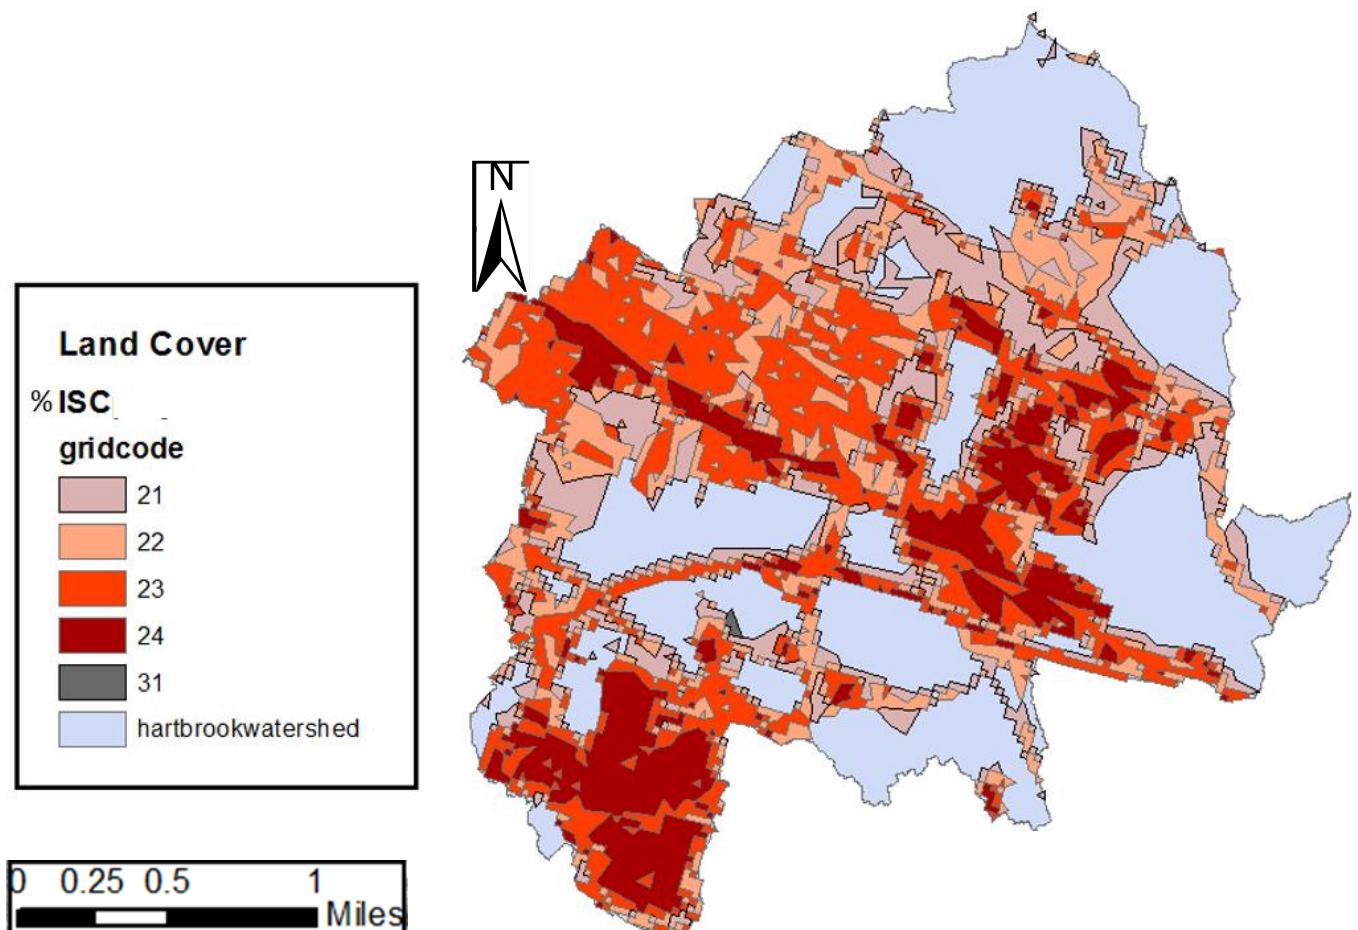 N
Land Cover
% ISC
gridcode
21
22
23
24
31
hartbrookwatershed
0 0.25 0.5 1
Miles